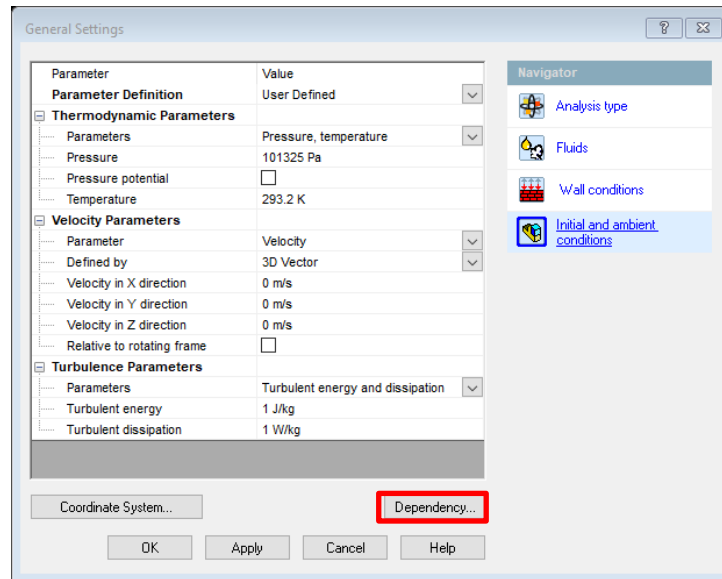 General Settings
Parameter Value
Parameter Definition User Defined
Thermodynamic Parameters
Parameters Pressure, temperature
Pressure 101325 Pa
Pressure potential
Temperature 293.2 K
Velocity Parameters
Parameter Velocity
Defined by 3D Vector
Velocity in X direction 0 m/s
Velocity in Y direction 0 m/s
Velocity in Z direction 0 m/s
Relative to rotating frame
Turbulence Parameters
Parameters Turbulent energy and dissipation
Turbulent energy 1 J/kg
Turbulent dissipation 1 W/kg
Navigator
Analysis type
Fluids
Wall conditions
Initial and ambient
conditions
Coordinate System... Dependency...
OK Apply Cancel Help